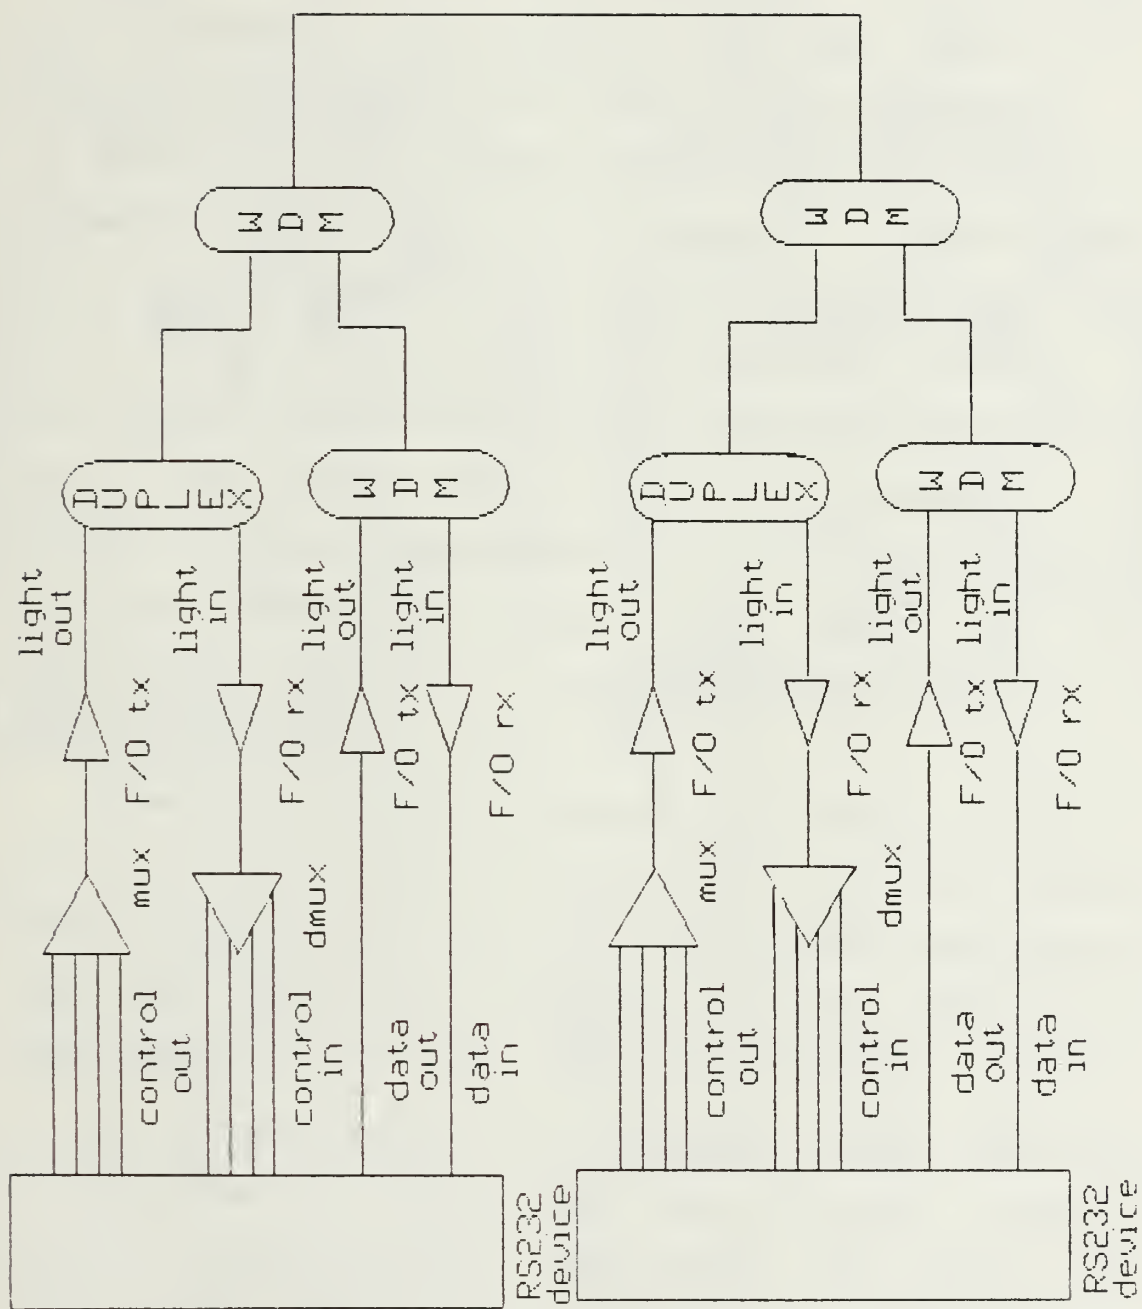 light
out
control
out
mux
F/O tx
DUPLEX
light
in
control
in
dmux
F/O rx
WDM
light
out
data
out
F/O tx
WDM
light
in
data
in
F/O rx
RS232
device
light
out
control
out
mux
F/O tx
DUPLEX
light
in
control
in
dmux
F/O rx
WDM
light
out
data
out
F/O tx
WDM
light
in
data
in
F/O rx
RS232
device